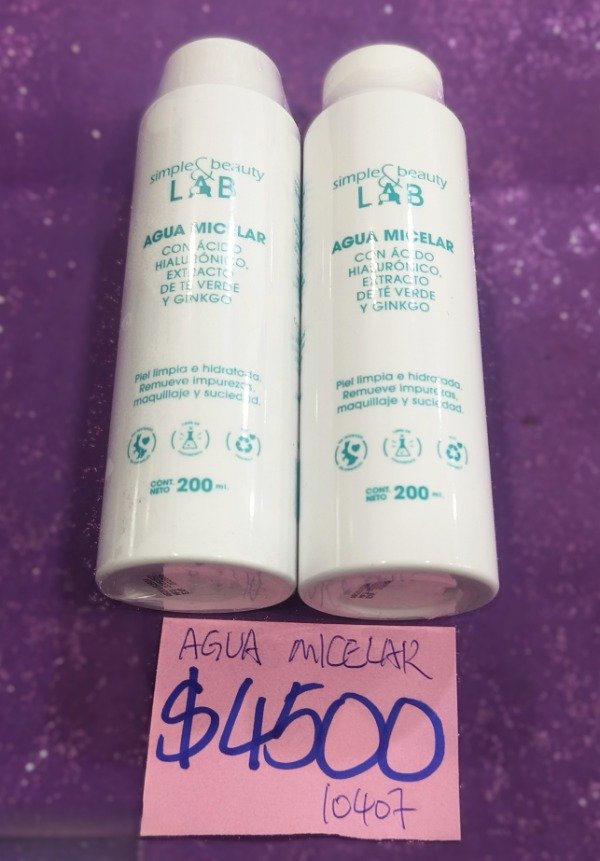 simple & beauty
LAB
AGUA MICELAR
CON ÁCIDO
HIALURÓNICO,
EXTRACTO
DE TÉ VERDE
Y GINKGO
Piel limpia e hidratada.
Remueve impurezas,
maquillaje y suciedad.
CONT. NETO 200 ml.
simple & beauty
LAB
AGUA MICELAR
CON ÁCIDO
HIALURÓNICO,
EXTRACTO
DE TÉ VERDE
Y GINKGO
Piel limpia e hidratada.
Remueve impurezas,
maquillaje y suciedad.
CONT. NETO 200 ml.
AGUA MICELAR
$4500
10407